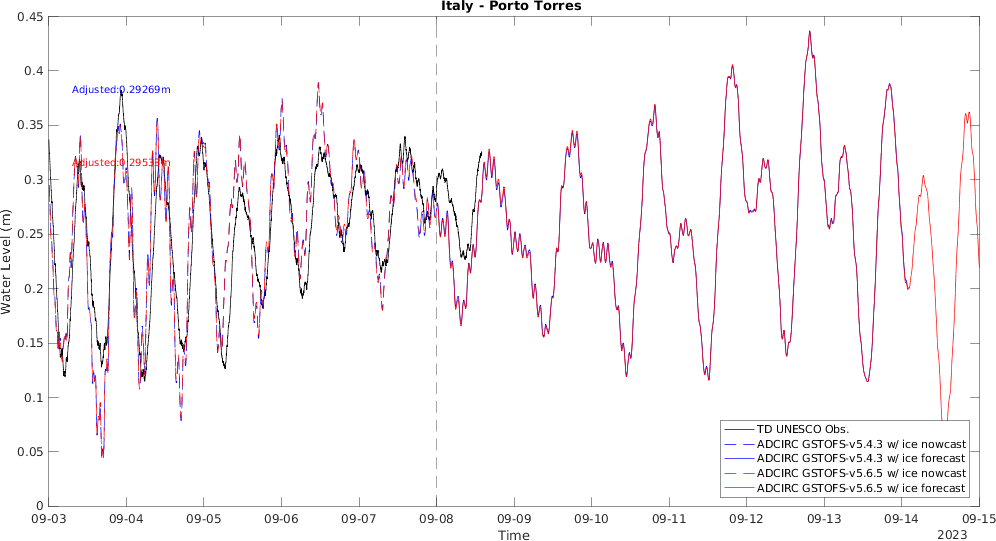 Italy - Porto Torres
0.45
0.4
0.35
0.3
0.25
0.2
0.15
0.1
0.05
0
Water Level (m)
Adjusted:0.29269m
TD UNESCO Obs.
ADCIRC GSTOFS-v5.4.3 w/ ice nowcast
ADCIRC GSTOFS-v5.4.3 w/ ice forecast
ADCIRC GSTOFS-v5.6.5 w/ ice nowcast
ADCIRC GSTOFS-v5.6.5 w/ ice forecast
09-03 09-04 09-05 09-06 09-07 09-08 09-09 09-10 09-11 09-12 09-13 09-14 09-15
Time
2023